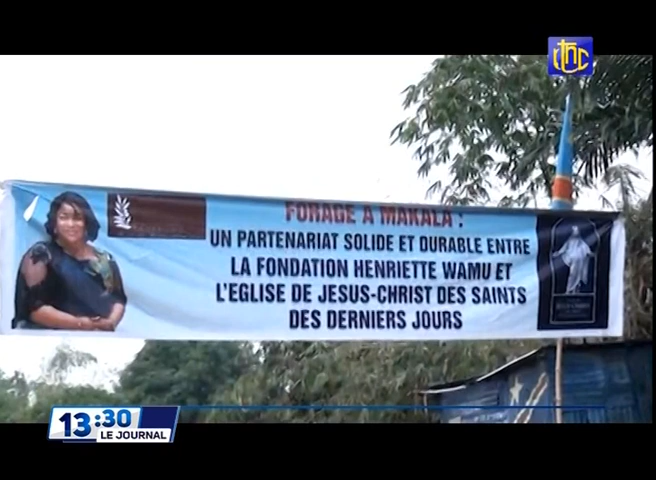 rtnc
FORAGE A MAKALA :
UN PARTENARIAT SOLIDE ET DURABLE ENTRE
LA FONDATION HENRIETTE WAMU ET
L'EGLISE DE JESUS-CHRIST DES SAINTS
DES DERNIERS JOURS
13:30
LE JOURNAL